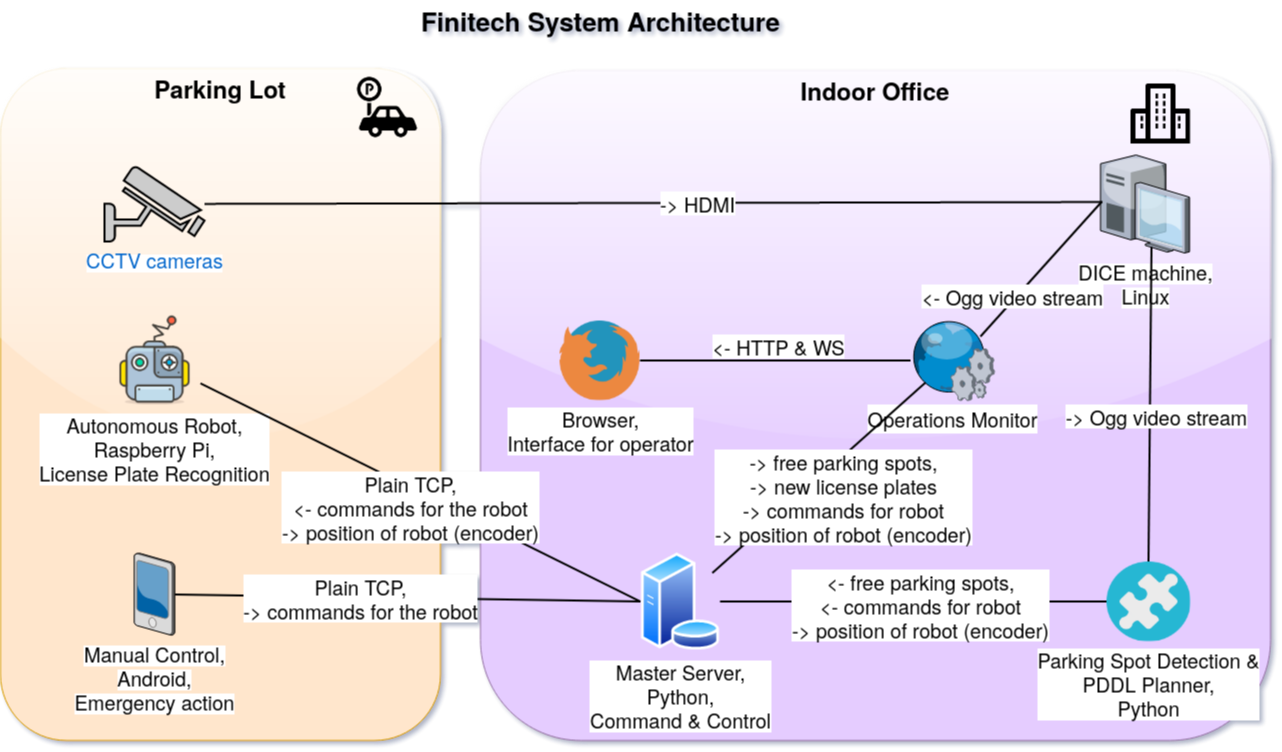 Finitech System Architecture
Parking Lot
P
Indoor Office
CCTV cameras
-> HDMI
DICE machine,
Linux
<- Ogg video stream
<- HTTP & WS
Browser,
Interface for operator
Operations Monitor
-> Ogg video stream
Autonomous Robot,
Raspberry Pi,
License Plate Recognition
Plain TCP,
<- commands for the robot
-> position of robot (encoder)
-> free parking spots,
-> new license plates
-> commands for robot
-> position of robot (encoder)
Plain TCP,
-> commands for the robot
<- free parking spots,
<- commands for robot
-> position of robot (encoder)
Manual Control,
Android,
Emergency action
Master Server,
Python,
Command & Control
Parking Spot Detection &
PDDL Planner,
Python